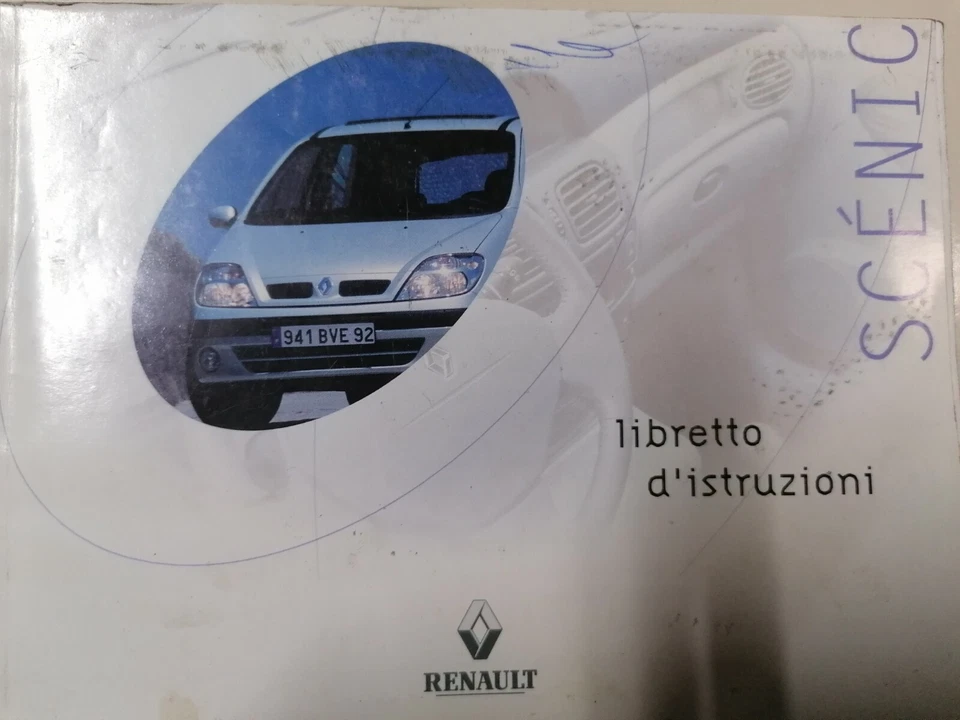 SCÉNIC
941 BVE 92
libretto
d'istruzioni
RENAULT